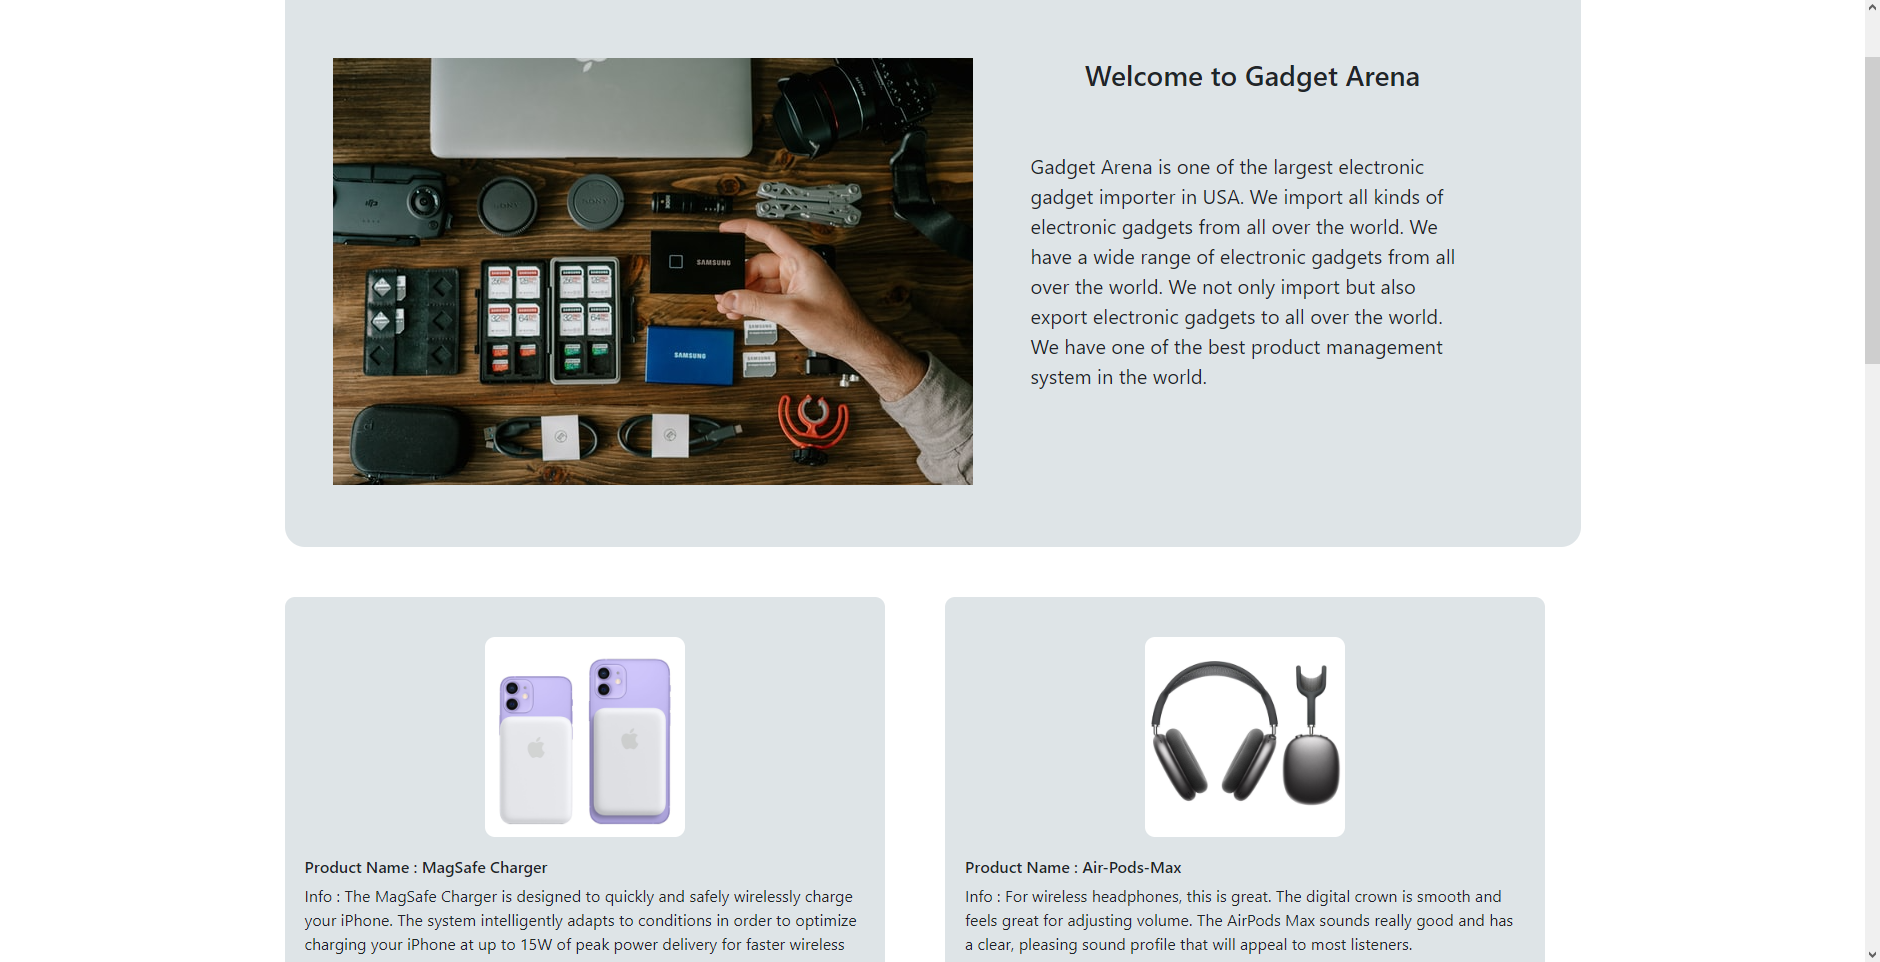 Welcome to Gadget Arena
Gadget Arena is one of the largest electronic
gadget importer in USA. We import all kinds of
electronic gadgets from all over the world. We
have a wide range of electronic gadgets from all
over the world. We not only import but also
export electronic gadgets to all over the world.
We have one of the best product management
system in the world.
SONY
SAMSUNG
SAMSUNG
32
64
32
64
Product Name : MagSafe Charger
Info : The MagSafe Charger is designed to quickly and safely wirelessly charge
your iPhone. The system intelligently adapts to conditions in order to optimize
charging your iPhone at up to 15W of peak power delivery for faster wireless
Product Name : Air-Pods-Max
Info : For wireless headphones, this is great. The digital crown is smooth and
feels great for adjusting volume. The AirPods Max sounds really good and has
a clear, pleasing sound profile that will appeal to most listeners.